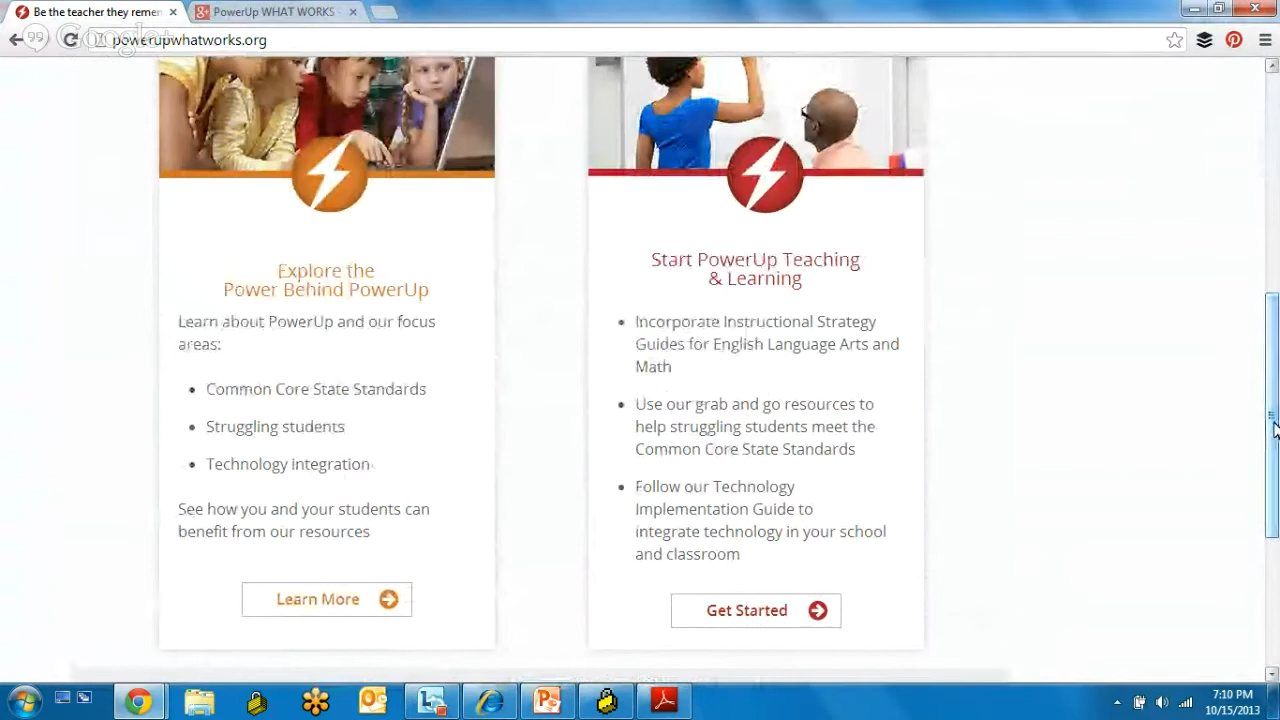 Be the teacher they remem
PowerUp WHAT WORKS -
Google+
powerupwhatworks.org
Explore the
Power Behind PowerUp
Learn about PowerUp and our focus
areas:
• Common Core State Standards
• Struggling students
• Technology integration
See how you and your students can
benefit from our resources
Learn More
Start PowerUp Teaching
& Learning
• Incorporate Instructional Strategy
Guides for English Language Arts and
Math
• Use our grab and go resources to
help struggling students meet the
Common Core State Standards
• Follow our Technology
Implementation Guide to
integrate technology in your school
and classroom
Get Started
7:10 PM
10/15/2013